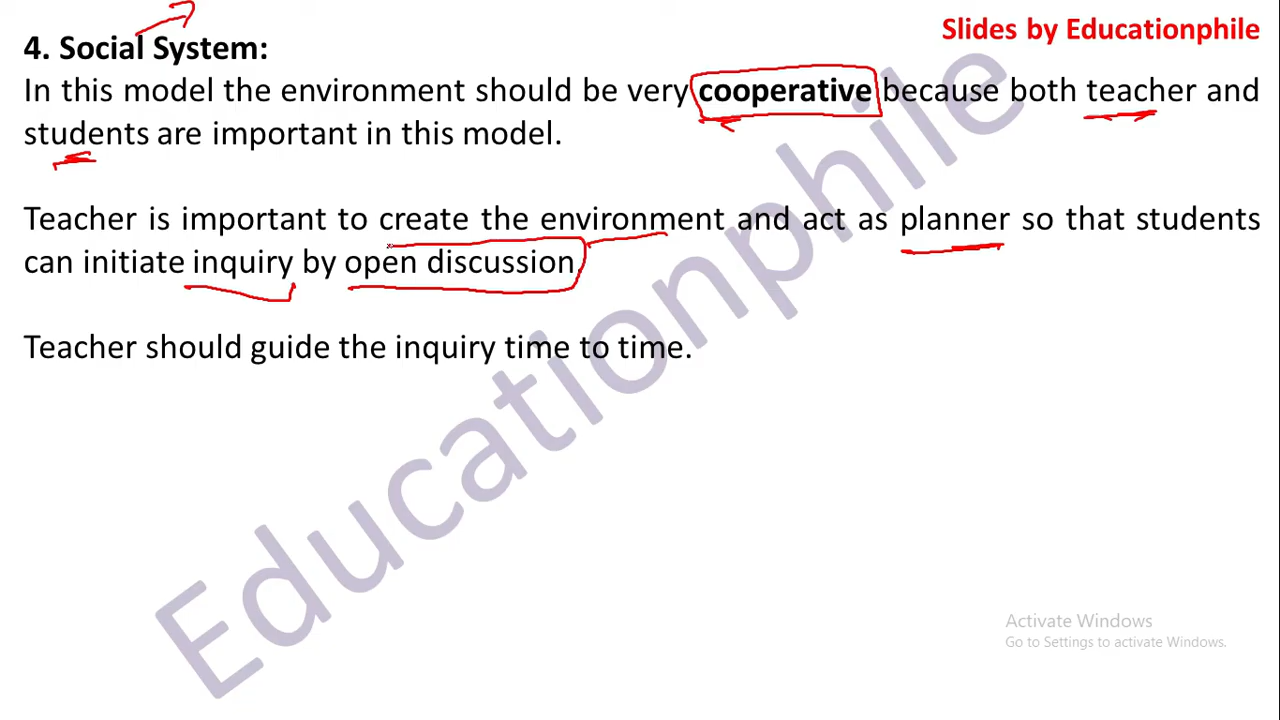 Slides by Educationphile
4. Social System:
In this model the environment should be very cooperative because both teacher and
students are important in this model.
Teacher is important to create the environment and act as planner so that students
can initiate inquiry by open discussion.
Teacher should guide the inquiry time to time.
Educationphile
Activate Windows
Go to Settings to activate Windows.